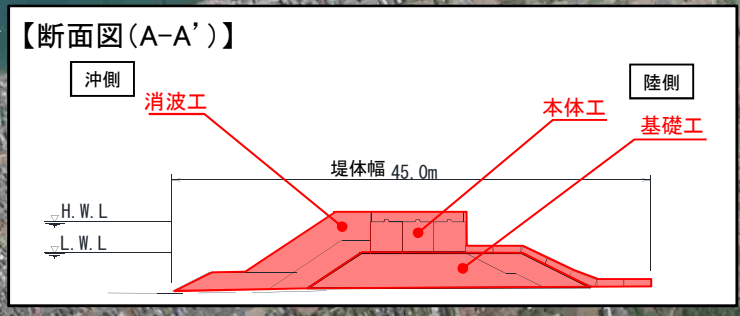 【断面図(A-A’)】
沖側
陸側
消波工
本体工
基礎工
堤体幅 45.0m
H.W.L
L.W.L